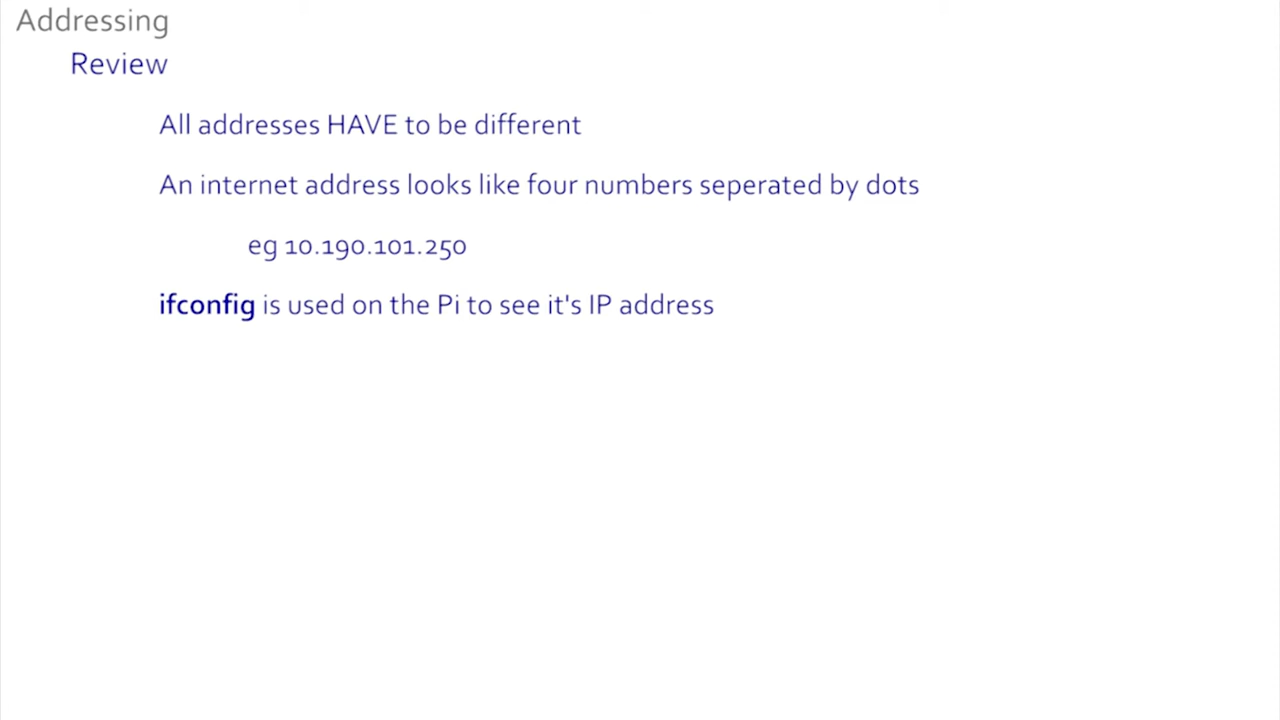 Addressing
Review
All addresses HAVE to be different
An internet address looks like four numbers seperated by dots
eg 10.190.101.250
ifconfig is used on the Pi to see it's IP address